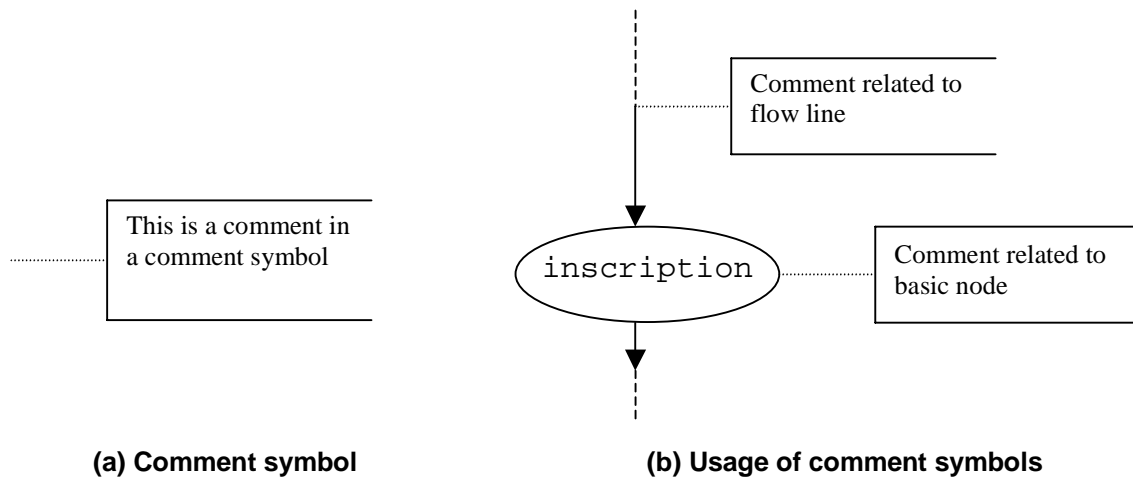 This is a comment in
a comment symbol
(a) Comment symbol
Comment related to
flow line
inscription
Comment related to
basic node
(b) Usage of comment symbols